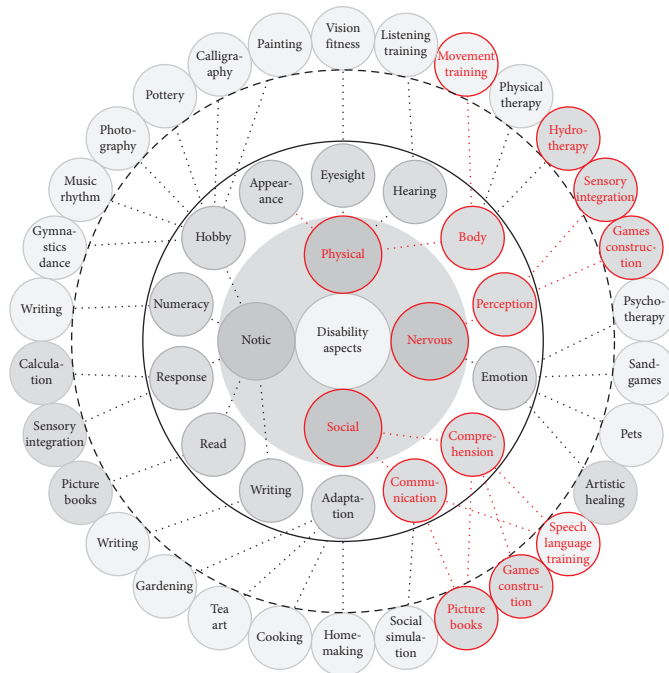 Vision
fitness
Listening
training
Movement
training
Physical
therapy
Hydro-
therapy
Sensory
integration
Games
construc-
tion
Psycho-
therapy
Sand-
games
Pets
Artistic
healing
Speech
language
training
Games
constru-
tion
Picture
books
Social
simula-
tion
Home-
making
Cooking
Tea
art
Gardening
Writing
Picture
books
Sensory
integration
Calcula-
tion
Writing
Gymna-
stics
dance
Music
rhythm
Photo-
graphy
Pottery
Calligra-
aphy
Painting
Eyesight
Hearing
Body
Perception
Emotion
Compre-
hension
Commu-
nication
Adapta-
tion
Writing
Read
Response
Numeracy
Hobby
Appear-
ance
Physical
Nervous
Social
Notic
Disability
aspects